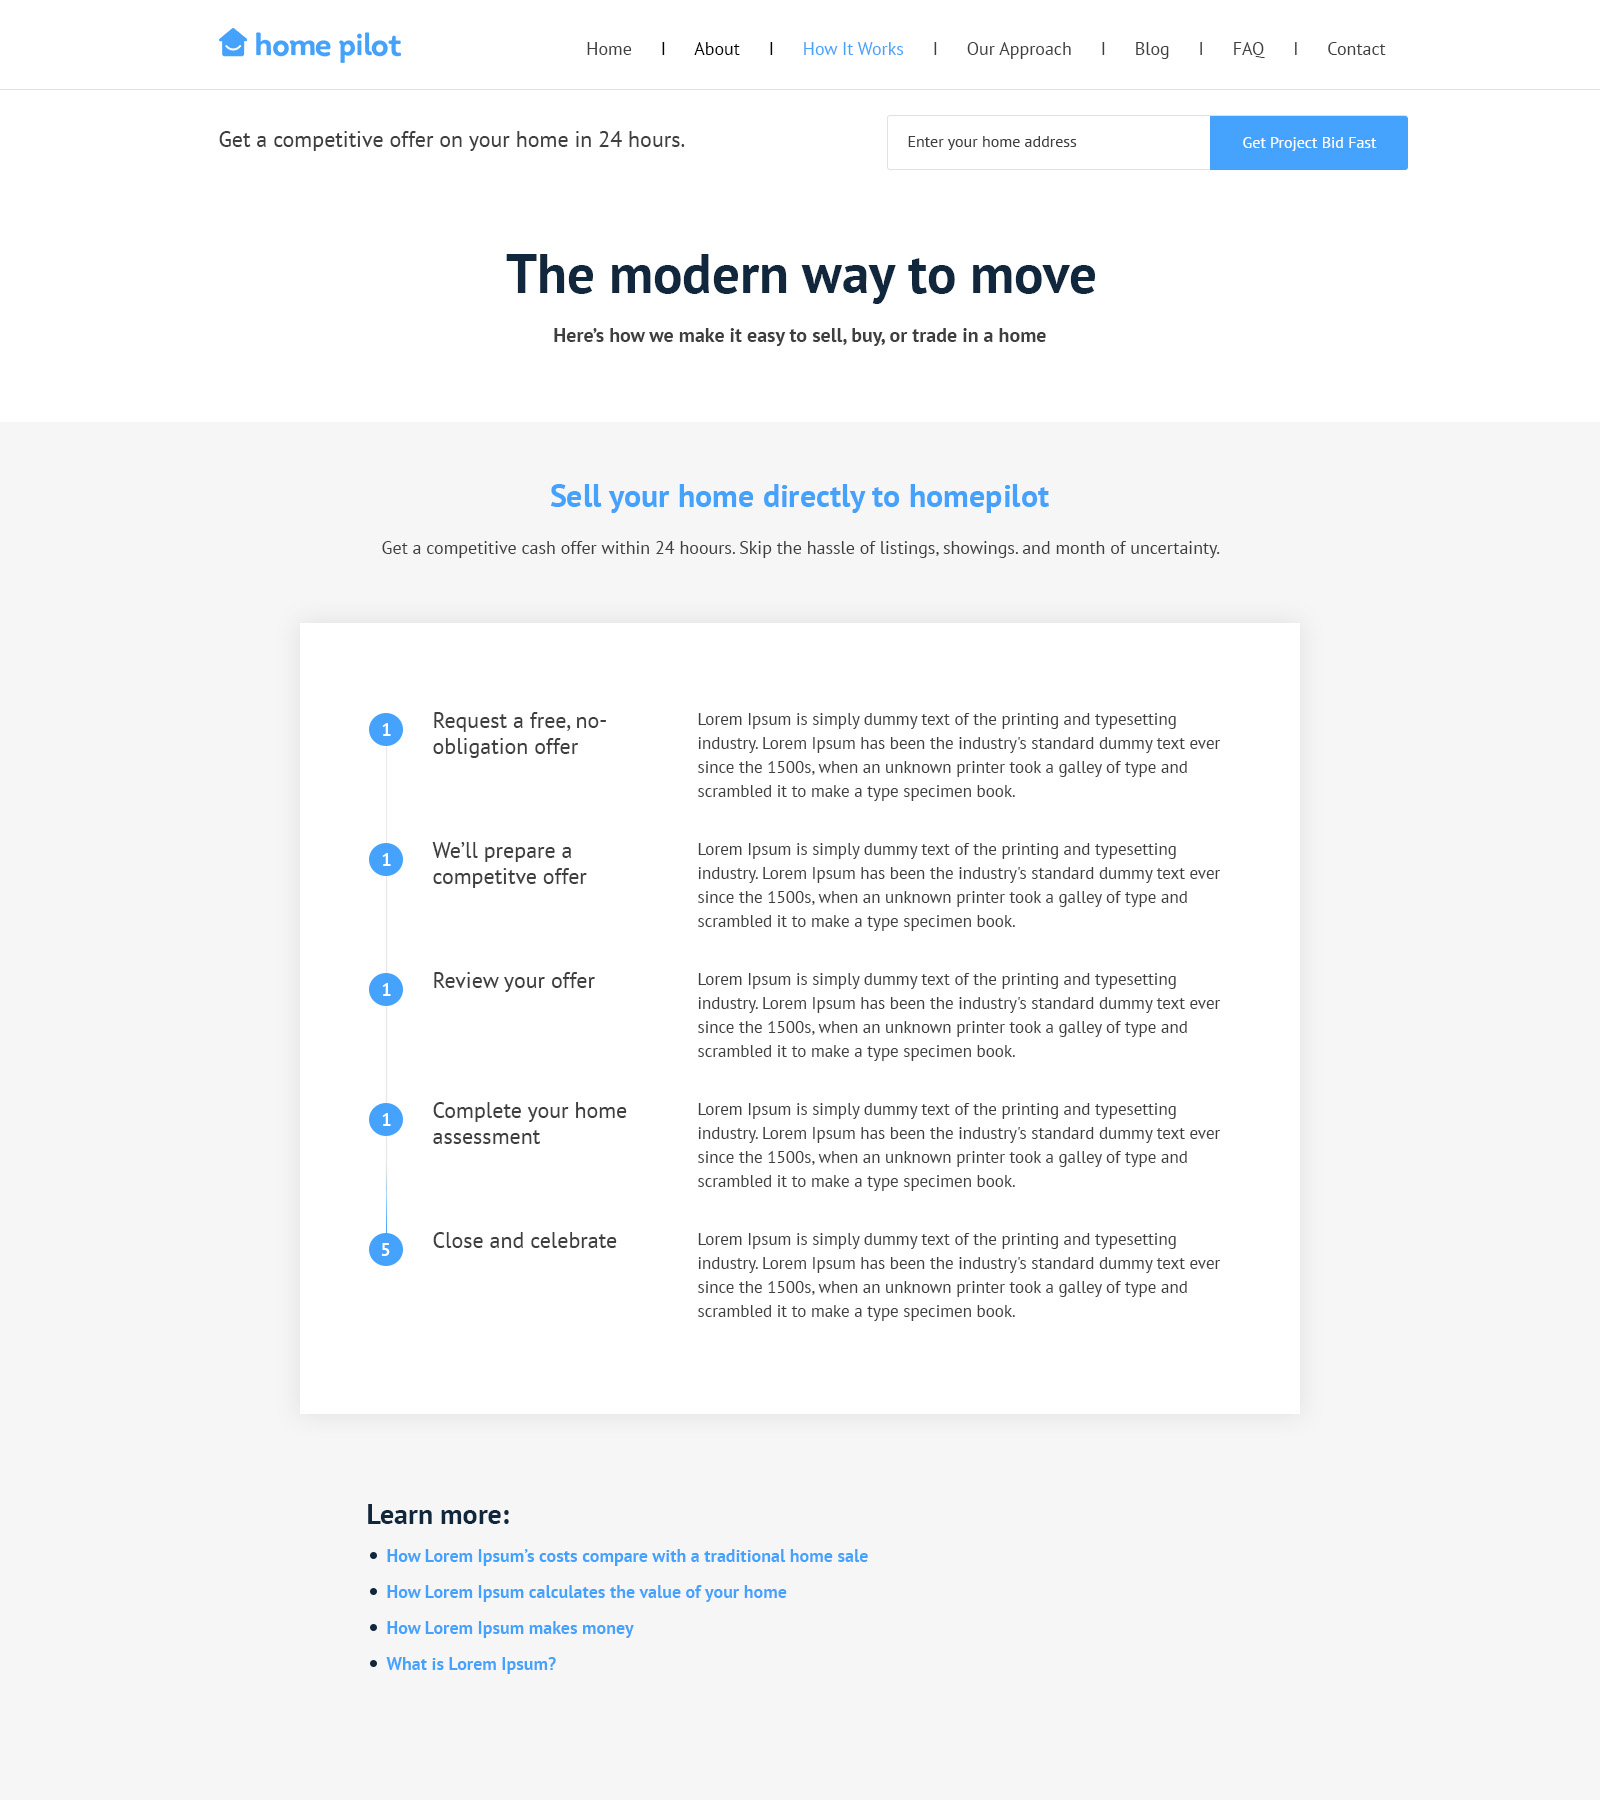 home pilot
Home I About I How It Works I Our Approach I Blog I FAQ I Contact
Get a competitive offer on your home in 24 hours.
Enter your home address
Get Project Bid Fast
The modern way to move
Here’s how we make it easy to sell, buy, or trade in a home
Sell your home directly to homepilot
Get a competitive cash offer within 24 hoours. Skip the hassle of listings, showings. and month of uncertainty.
1
Request a free, no-
obligation offer
Lorem Ipsum is simply dummy text of the printing and typesetting
industry. Lorem Ipsum has been the industry's standard dummy text ever
since the 1500s, when an unknown printer took a galley of type and
scrambled it to make a type specimen book.
1
We’ll prepare a
competitve offer
Lorem Ipsum is simply dummy text of the printing and typesetting
industry. Lorem Ipsum has been the industry's standard dummy text ever
since the 1500s, when an unknown printer took a galley of type and
scrambled it to make a type specimen book.
1
Review your offer
Lorem Ipsum is simply dummy text of the printing and typesetting
industry. Lorem Ipsum has been the industry's standard dummy text ever
since the 1500s, when an unknown printer took a galley of type and
scrambled it to make a type specimen book.
1
Complete your home
assessment
Lorem Ipsum is simply dummy text of the printing and typesetting
industry. Lorem Ipsum has been the industry's standard dummy text ever
since the 1500s, when an unknown printer took a galley of type and
scrambled it to make a type specimen book.
5
Close and celebrate
Lorem Ipsum is simply dummy text of the printing and typesetting
industry. Lorem Ipsum has been the industry's standard dummy text ever
since the 1500s, when an unknown printer took a galley of type and
scrambled it to make a type specimen book.
Learn more:
• How Lorem Ipsum’s costs compare with a traditional home sale
• How Lorem Ipsum calculates the value of your home
• How Lorem Ipsum makes money
• What is Lorem Ipsum?